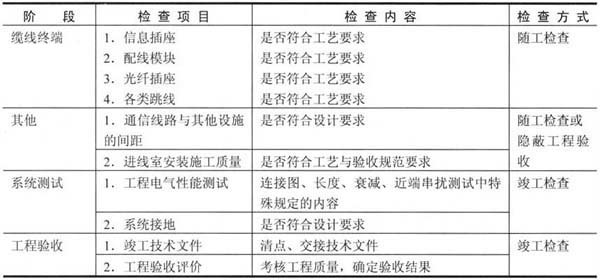 阶 段 检 查 项 目 检 查 内 容 检 查 方 式
缆线终端 1. 信息插座 是否符合工艺要求 随工检查
2. 配线模块 是否符合工艺要求
3. 光纤插座 是否符合工艺要求
4. 各类跳线 是否符合工艺要求
其他 1. 通信线路与其他设施 是否符合设计要求 随工检查或
的间距 隐蔽工程验
2. 进线室安装施工质量 是否符合工艺与验收规范要求 收
系统测试 1. 工程电气性能测试 连接图、长度、衰减、近端串扰测试中特 竣工检查
殊规定的内容
2. 系统接地 是否符合设计要求
工程验收 1. 竣工技术文件 清点、交接技术文件 竣工检查
2. 工程验收评价 考核工程质量,确定验收结果